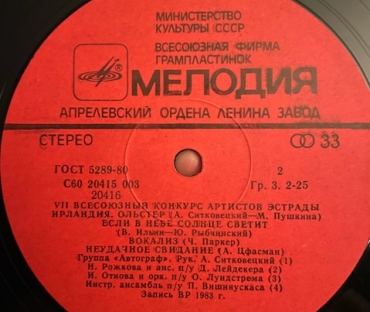 МИНИСТЕРСТВО
КУЛЬТУРЫ СССР
ВСЕСОЮЗНАЯ ФИРМА
ГРАМПЛАСТИНОК
МЕЛОДИЯ
АПРЕЛЕВСКИЙ ОРДЕНА ЛЕНИНА ЗАВОД
СТЕРЕО 33
ГОСТ 5289-80 2
С60 20415 003 Гр. 3. 2-25
20416
VII ВСЕСОЮЗНЫЙ КОНКУРС АРТИСТОВ ЭСТРАДЫ
ИРЛАНДИЯ. ОЛЬСТЕР (А. Ситковецкий—М. Пушкина)
ЕСЛИ В НЕБЕ СОЛНЦЕ СВЕТИТ
(В. Ильин—Ю. Рыбчинский)
ВОКАЛИЗ (Ч. Паркер)
НЕУДАЧНОЕ СВИДАНИЕ (А. Цфасман)
Группа «Автограф». Рук. А. Ситковецкий (1)
Н. Рожкова и анс. п/у Д. Лейдекера (2)
И. Отиева и орк. п/у О. Лундстрема (3)
Инстр. ансамбль п/у П. Вишняускаса (4)
Запись ВР 1983 г.